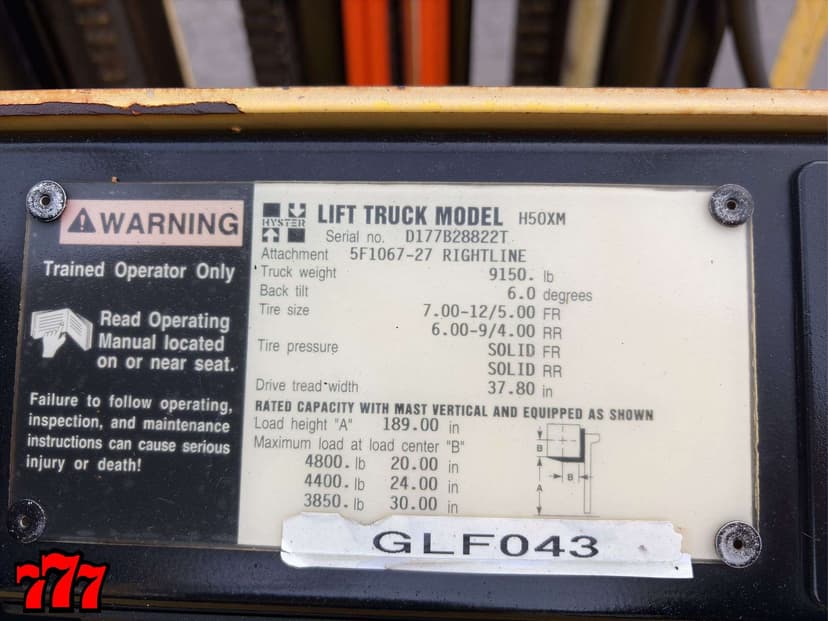 WARNING
Trained Operator Only
Read Operating
Manual located
on or near seat.
Failure to follow operating,
inspection, and maintenance
instructions can cause serious
injury or death!
HYSTER
LIFT TRUCK MODEL H50XM
Serial no. D177B28822T
Attachment 5F1067-27 RIGHTLINE
Truck weight 9150. lb
Back tilt 6.0 degrees
Tire size 7.00-12/5.00 FR
6.00-9/4.00 RR
Tire pressure SOLID FR
SOLID RR
Drive tread width 37.80 in
RATED CAPACITY WITH MAST VERTICAL AND EQUIPPED AS SHOWN
Load height "A" 189.00 in
Maximum load at load center "B"
4800. lb 20.00 in
4400. lb 24.00 in
3850. lb 30.00 in
B
B
A
GLF043
777